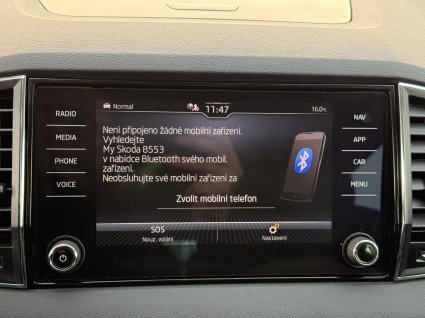 Normal
11:47
16.0°C
RADIO
MEDIA
PHONE
VOICE
NAV
APP
CAR
MENU
Není připojeno žádné mobilní zařízení.
Vyhledejte
My Skoda 8553
v nabídce Bluetooth svého mobil.
zařízení.
Neobsluhujte své mobilní zařízení za
Zvolit mobilní telefon
SOS
Nouz. volání
Nastavení